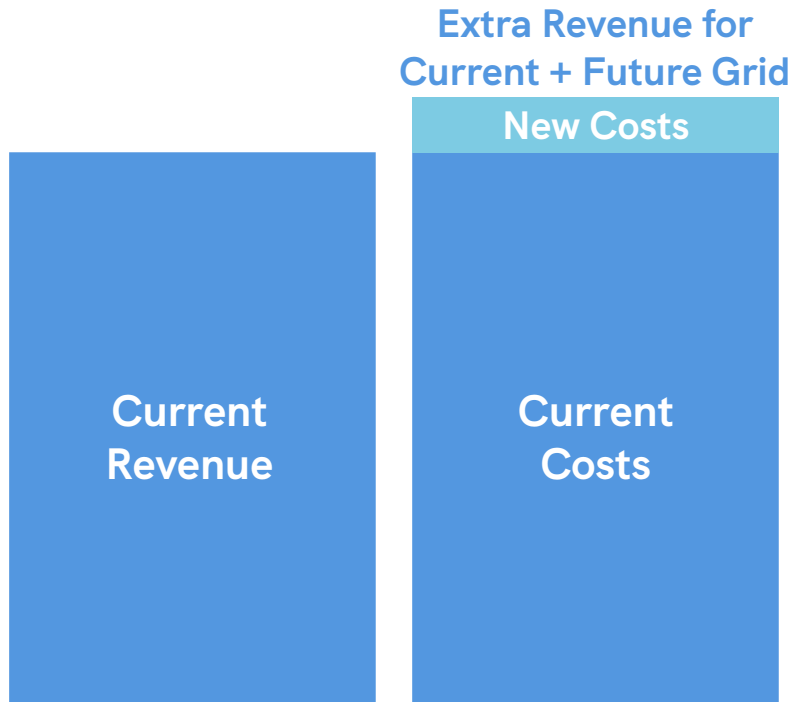 Extra Revenue for
Current + Future Grid
New Costs
Current
Revenue
Current
Costs